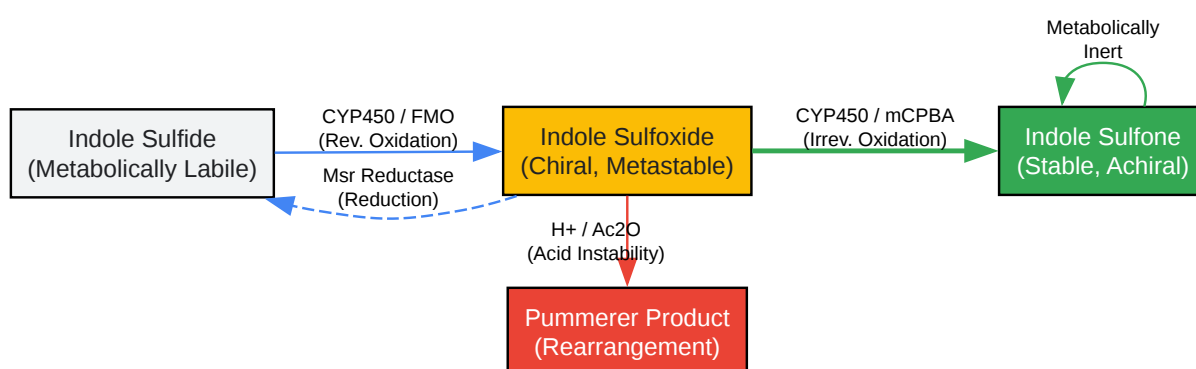 Metabolically
Inert
Indole Sulfide
(Metabolically Labile)
CYP450 / FMO
(Rev. Oxidation)
Msr Reductase
(Reduction)
Indole Sulfoxide
(Chiral, Metastable)
CYP450 / mCPBA
(Irrev. Oxidation)
Indole Sulfone
(Stable, Achiral)
H+ / Ac2O
(Acid Instability)
Pummerer Product
(Rearrangement)